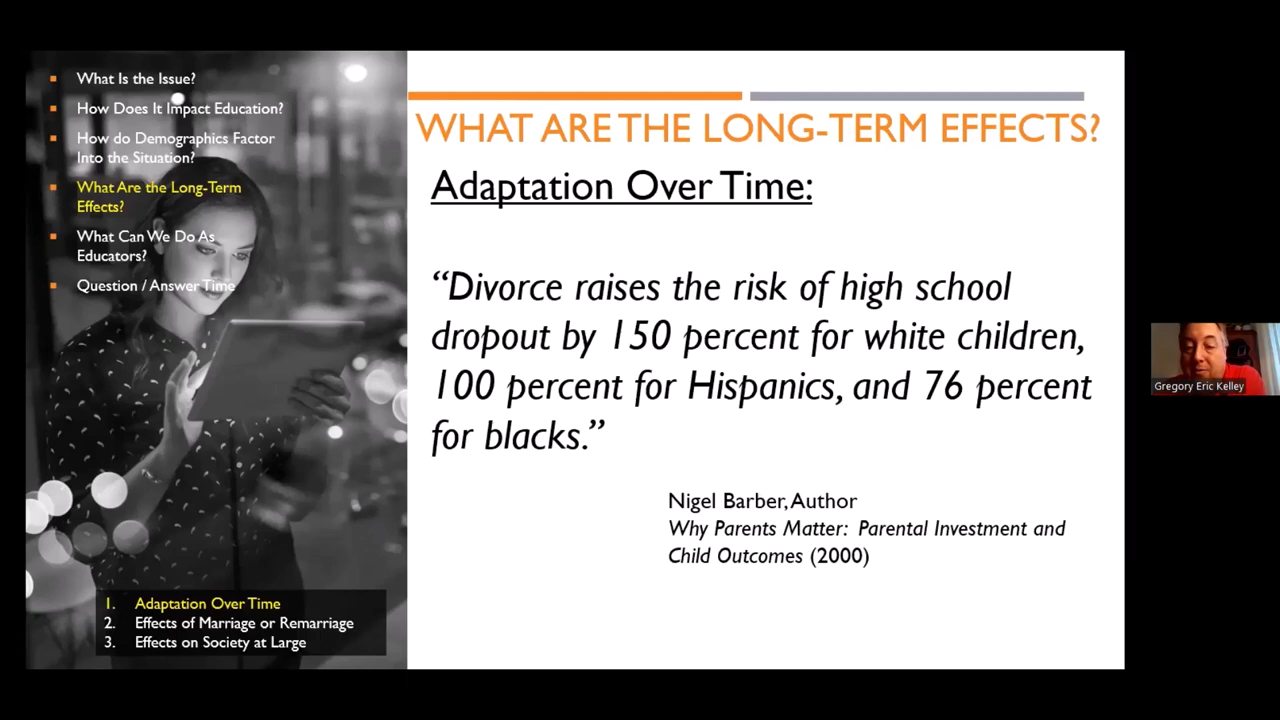 What Is the Issue?
How Does It Impact Education?
How do Demographics Factor
Into the Situation?
What Are the Long-Term
Effects?
What Can We Do As
Educators?
Question / Answer Time
1. Adaptation Over Time
2. Effects of Marriage or Remarriage
3. Effects on Society at Large
WHAT ARE THE LONG-TERM EFFECTS?
Adaptation Over Time:
“Divorce raises the risk of high school
dropout by 150 percent for white children,
100 percent for Hispanics, and 76 percent
for blacks.”
Nigel Barber, Author
Why Parents Matter: Parental Investment and
Child Outcomes (2000)
Gregory Eric Kelley